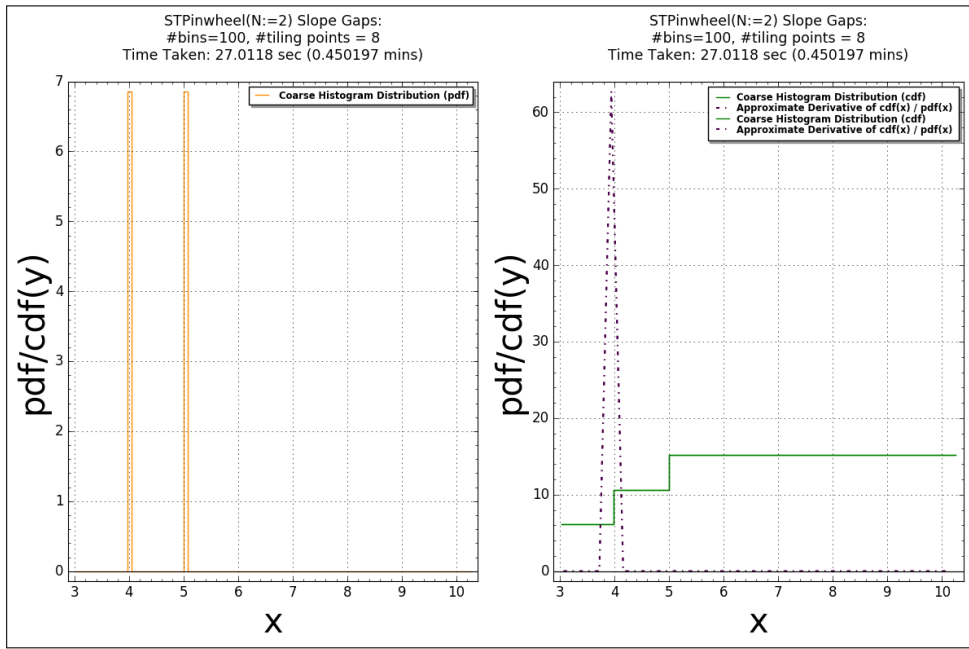 STPinwheel(N:=2) Slope Gaps:
#bins=100, #tiling points = 8
Time Taken: 27.0118 sec (0.450197 mins)
Coarse Histogram Distribution (pdf)
7
6
5
4
3
2
1
0
pdf/cdf(y)
3 4 5 6 7 8 9 10
x
STPinwheel(N:=2) Slope Gaps:
#bins=100, #tiling points = 8
Time Taken: 27.0118 sec (0.450197 mins)
Coarse Histogram Distribution (cdf)
Approximate Derivative of cdf(x) / pdf(x)
Coarse Histogram Distribution (cdf)
Approximate Derivative of cdf(x) / pdf(x)
60
50
40
30
20
10
0
pdf/cdf(y)
3 4 5 6 7 8 9 10
x